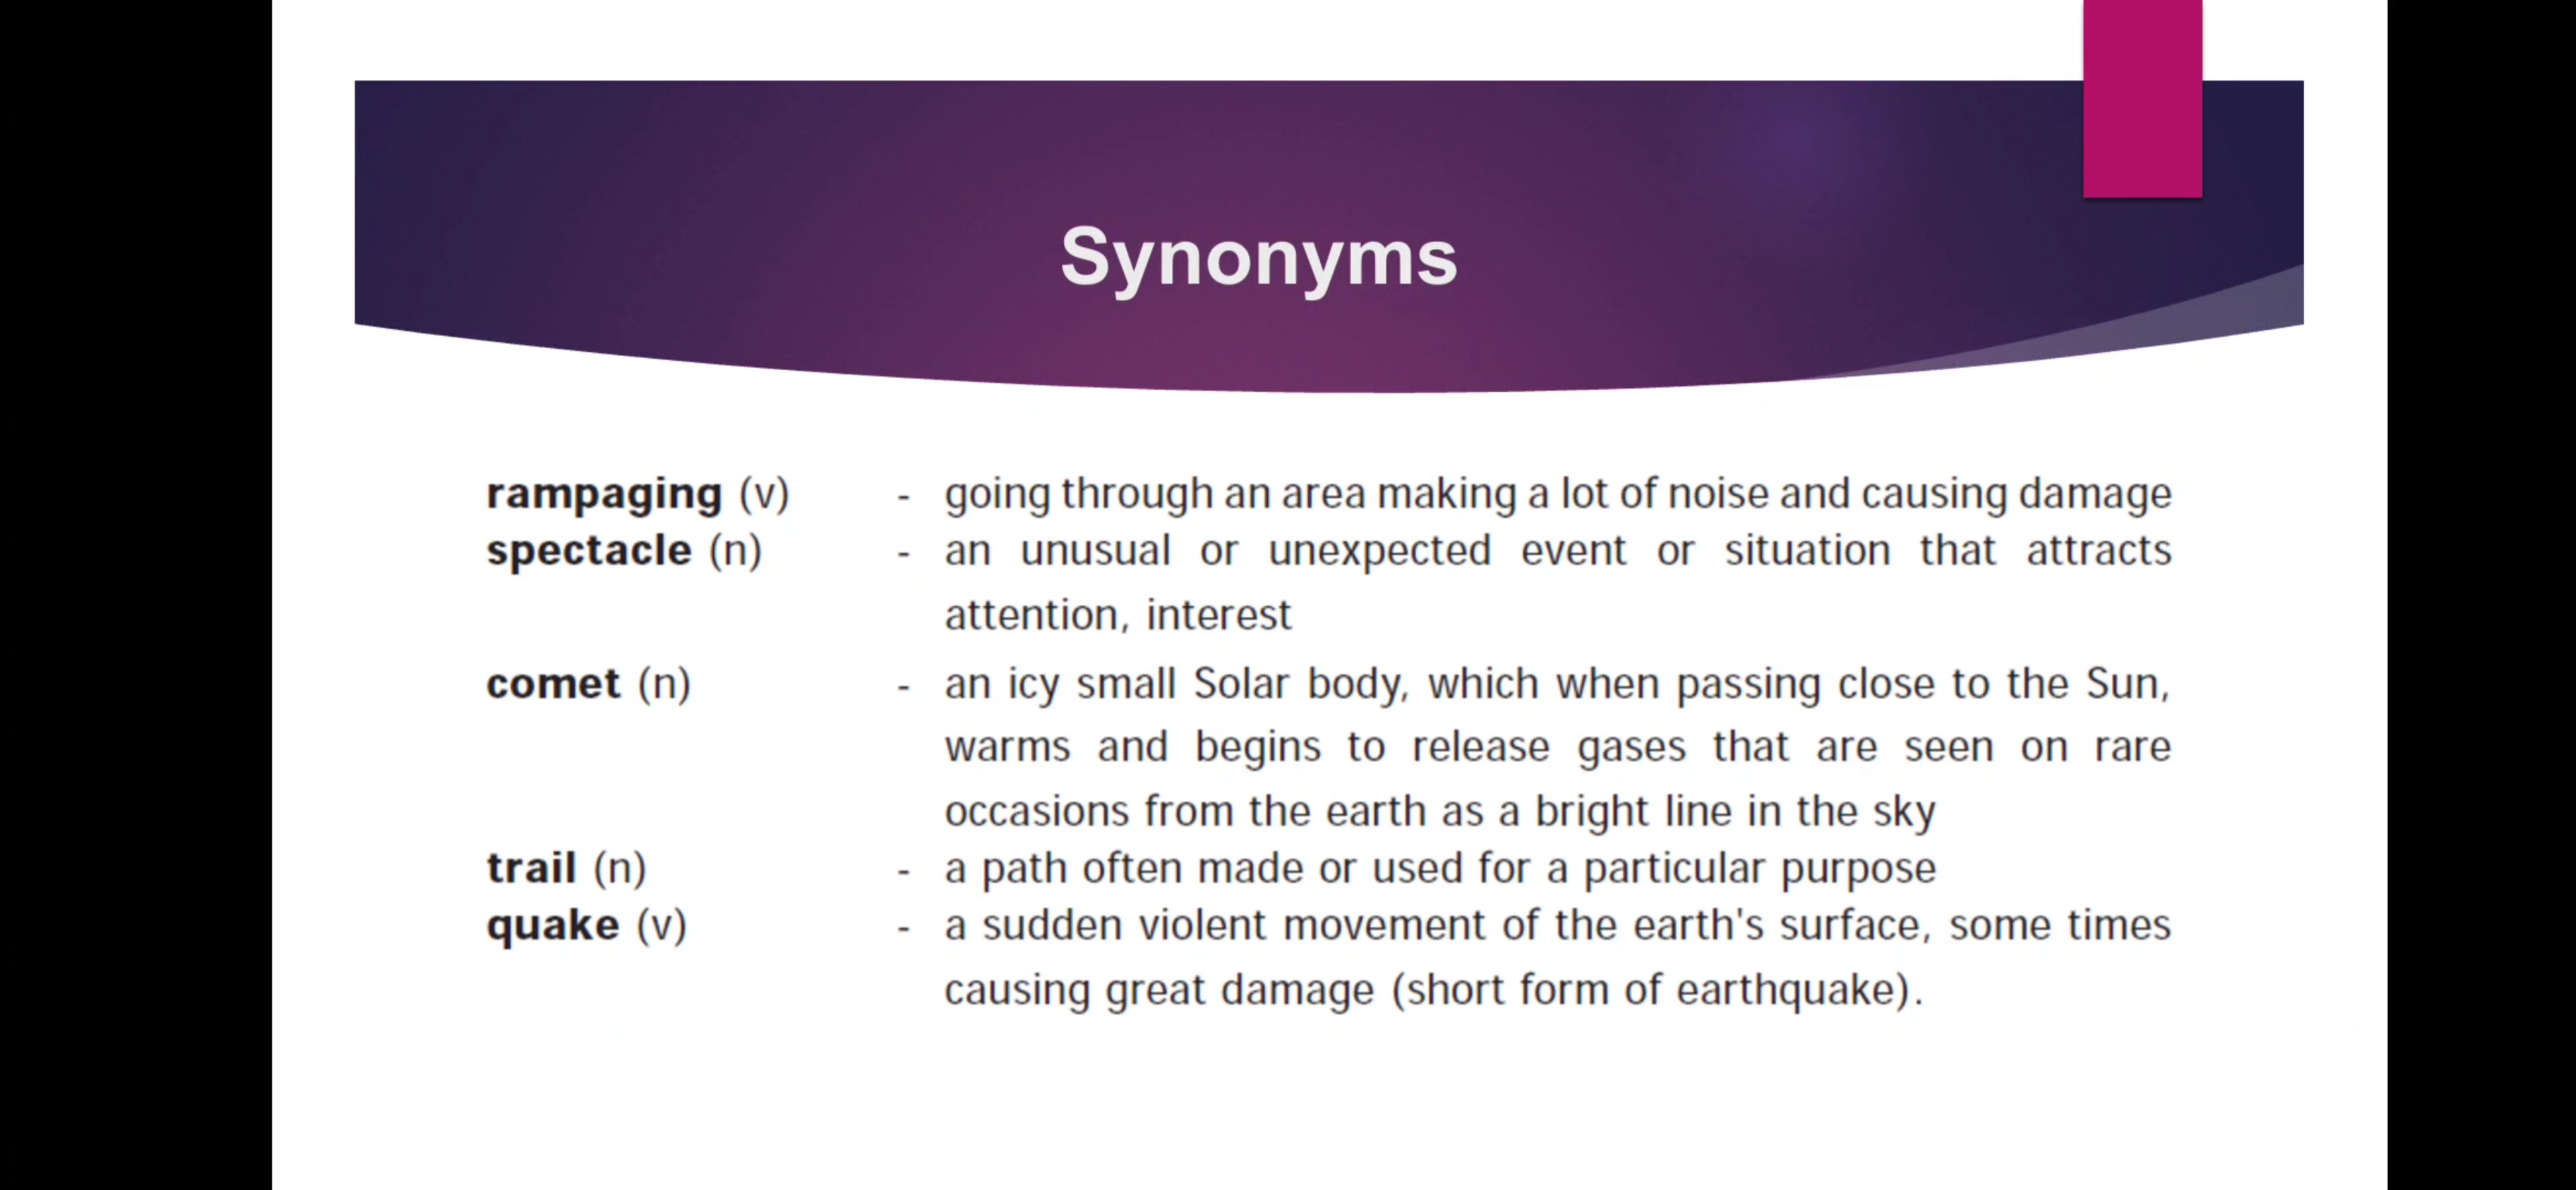 Synonyms
rampaging (v) - going through an area making a lot of noise and causing damage
spectacle (n) - an unusual or unexpected event or situation that attracts
attention, interest
comet (n) - an icy small Solar body, which when passing close to the Sun,
warms and begins to release gases that are seen on rare
occasions from the earth as a bright line in the sky
trail (n) - a path often made or used for a particular purpose
quake (v) - a sudden violent movement of the earth's surface, some times
causing great damage (short form of earthquake).